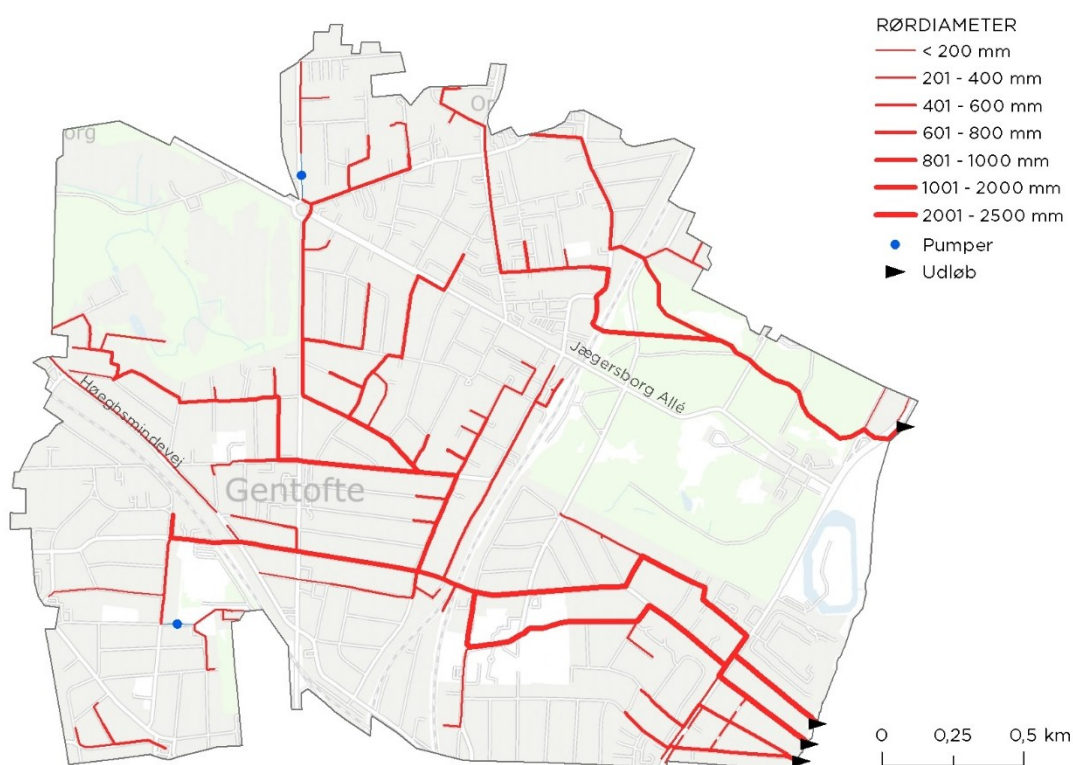 RØRDIAMETER
< 200 mm
201 - 400 mm
401 - 600 mm
601 - 800 mm
801 - 1000 mm
1001 - 2000 mm
2001 - 2500 mm
Pumper
Udløb
Or
org
Jægersborg Allé
Høeghsmindevej
Gentofte
0 0,25 0,5 km